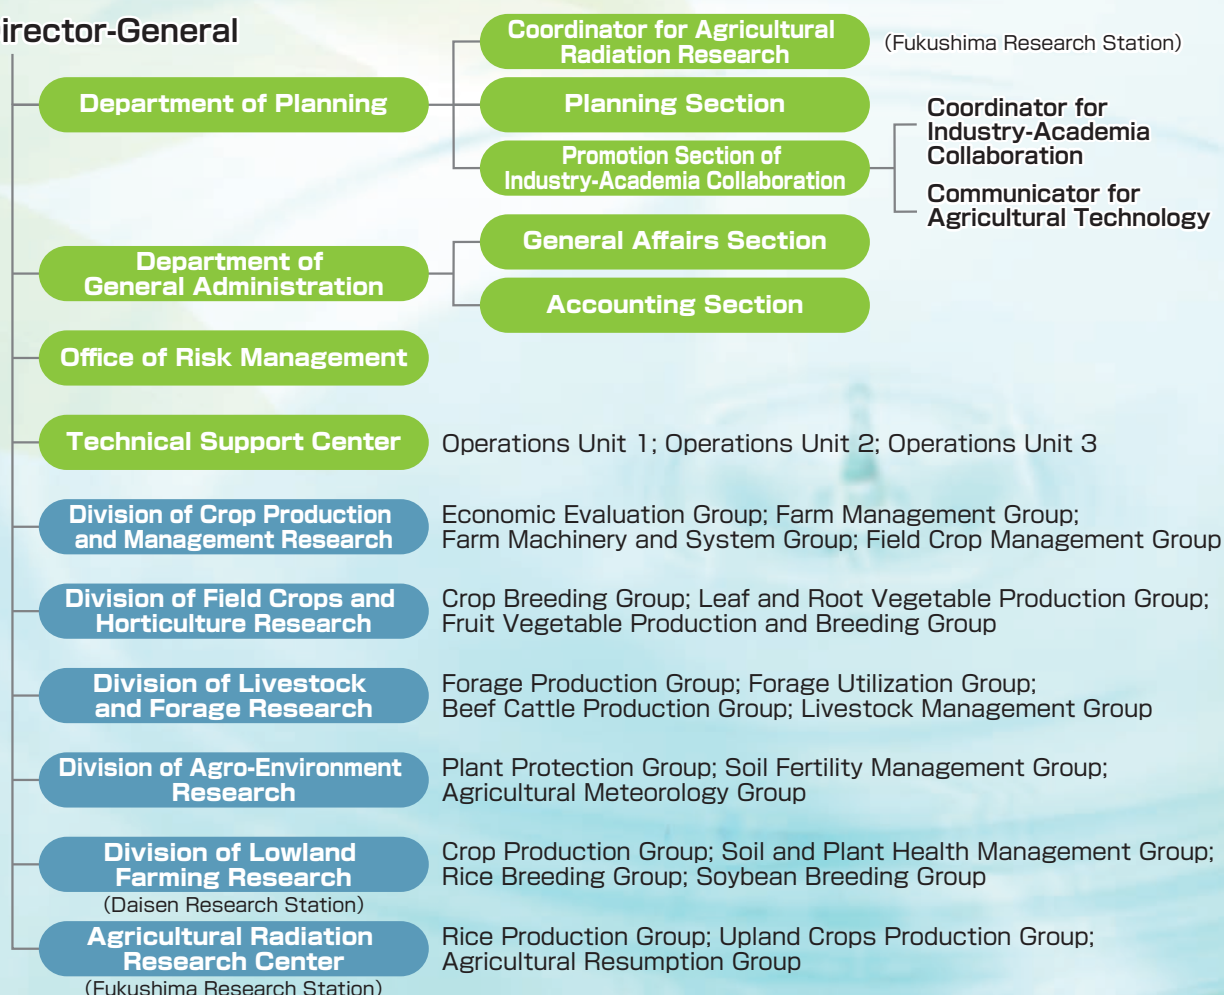 irector-General
Department of Planning
Coordinator for Agricultural
Radiation Research
(Fukushima Research Station)
Planning Section
Promotion Section of
Industry-Academia Collaboration
Coordinator for
Industry-Academia
Collaboration
Communicator for
Agricultural Technology
Department of
General Administration
General Affairs Section
Accounting Section
Office of Risk Management
Technical Support Center
Operations Unit 1; Operations Unit 2; Operations Unit 3
Division of Crop Production
and Management Research
Economic Evaluation Group; Farm Management Group;
Farm Machinery and System Group; Field Crop Management Group
Division of Field Crops and
Horticulture Research
Crop Breeding Group; Leaf and Root Vegetable Production Group;
Fruit Vegetable Production and Breeding Group
Division of Livestock
and Forage Research
Forage Production Group; Forage Utilization Group;
Beef Cattle Production Group; Livestock Management Group
Division of Agro-Environment
Research
Plant Protection Group; Soil Fertility Management Group;
Agricultural Meteorology Group
Division of Lowland
Farming Research
(Daisen Research Station)
Crop Production Group; Soil and Plant Health Management Group;
Rice Breeding Group; Soybean Breeding Group
Agricultural Radiation
Research Center
(Fukushima Research Station)
Rice Production Group; Upland Crops Production Group;
Agricultural Resumption Group